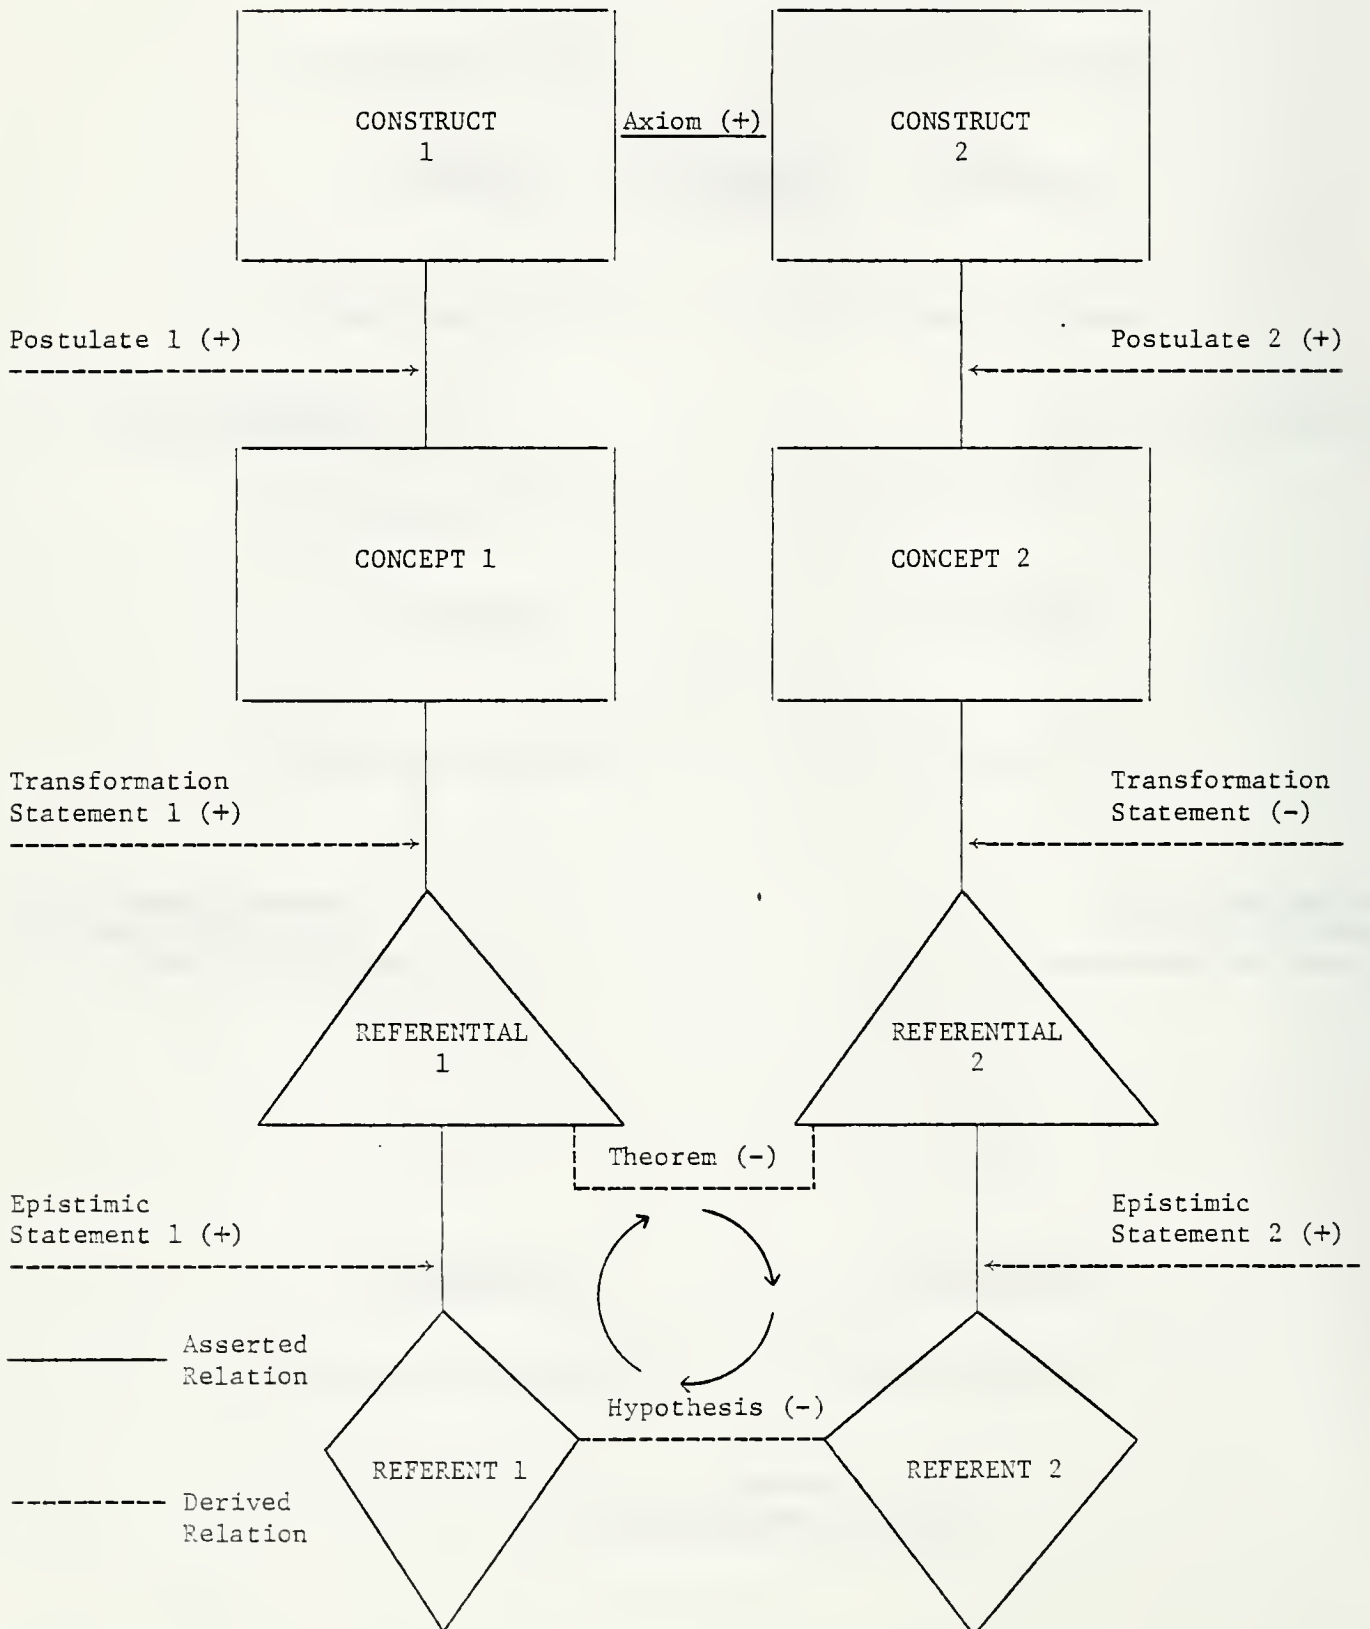 CONSTRUCT
1
Axiom (+)
CONSTRUCT
2
Postulate 1 (+)
Postulate 2 (+)
CONCEPT 1
CONCEPT 2
Transformation
Statement 1 (+)
Transformation
Statement (-)
REFERENTIAL
1
REFERENTIAL
2
Theorem (-)
Epistimic
Statement 1 (+)
Epistimic
Statement 2 (+)
Asserted
Relation
Hypothesis (-)
REFERENT 1
REFERENT 2
Derived
Relation